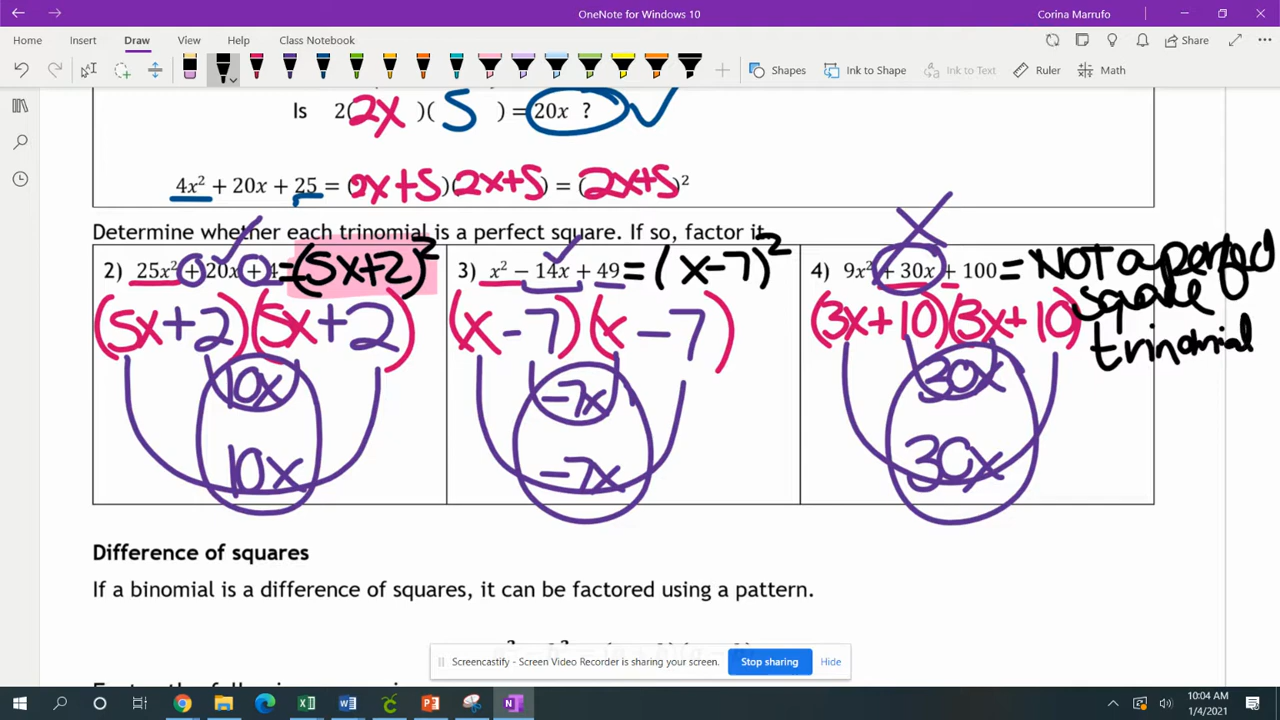 OneNote for Windows 10
Corina Marrufo
Home Insert Draw View Help Class Notebook
Share
Shapes Ink to Shape Ink to Text Ruler Math
Is 2(2x )( 5 ) = 20x ? ✓
4x² + 20x + 25 = (2x+5)(2x+5) = (2x+5)²
Determine whether each trinomial is a perfect square. If so, factor it.
2) 25x² + 20x + 4 = (5x+2)²
✓
(5x+2)(5x+2)
10x
10x
3) x² − 14x + 49 = (x-7)²
✓
(x-7)(x-7)
-7x
-7x
4) 9x² + 30x + 100 = NOT a perfect
square
trinomial
X
(3x+10)(3x+10)
30x
30x
Difference of squares
If a binomial is a difference of squares, it can be factored using a pattern.
Screencastify - Screen Video Recorder is sharing your screen. Stop sharing Hide
10:04 AM
1/4/2021